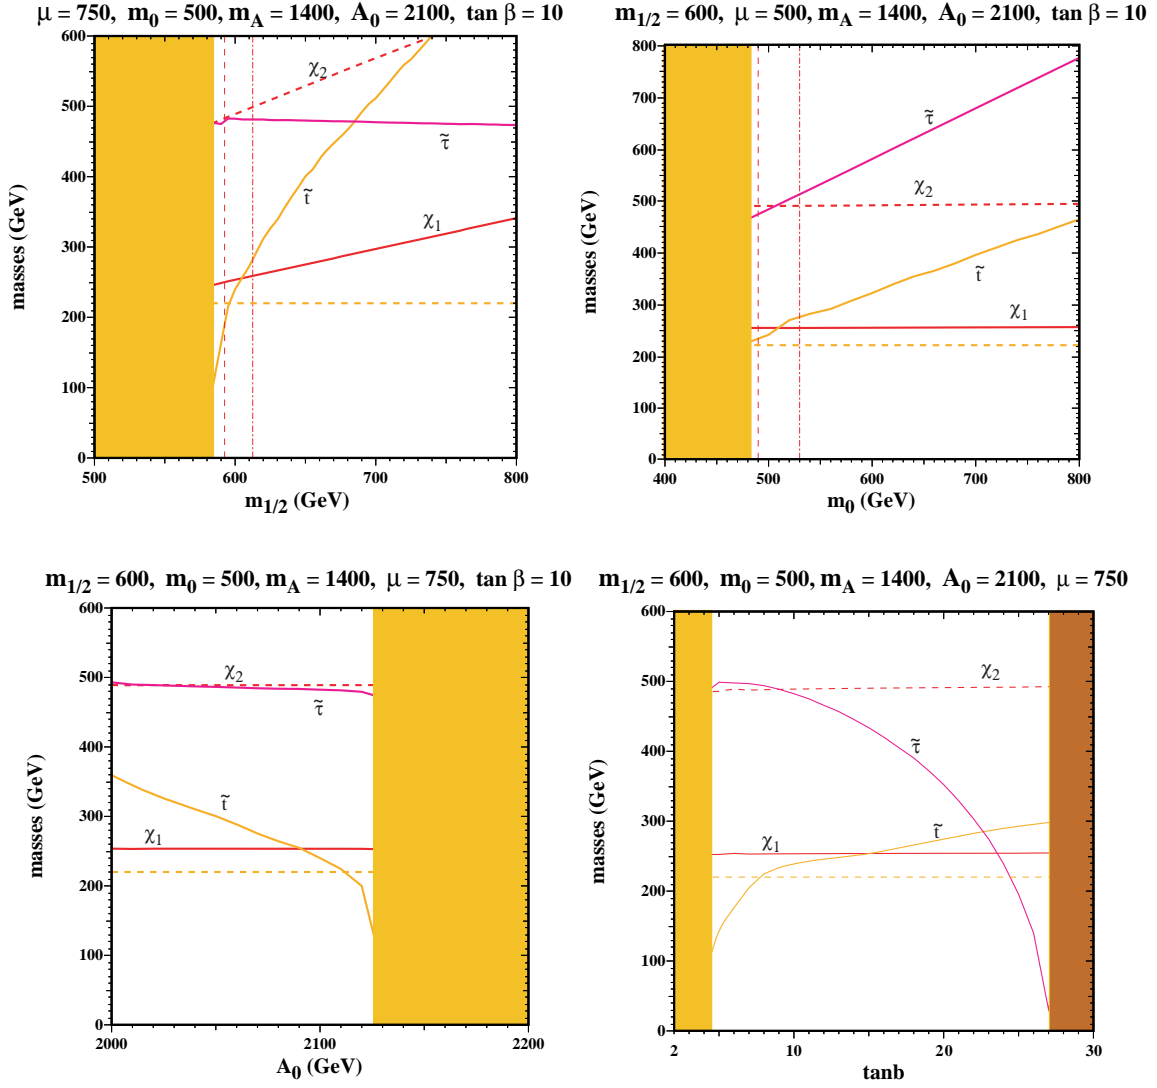 μ = 750, m0 = 500, mA = 1400, A0 = 2100, tan β = 10
600
500
400
300
200
100
0
masses (GeV)
χ2
τ̃
t̃
χ1
500
600
700
800
m1/2 (GeV)
m1/2 = 600, μ = 500, mA = 1400, A0 = 2100, tan β = 10
800
700
600
500
400
300
200
100
0
masses (GeV)
τ̃
χ2
t̃
χ1
400
500
600
700
800
m0 (GeV)
m1/2 = 600, m0 = 500, mA = 1400, μ = 750, tan β = 10
600
500
400
300
200
100
0
masses (GeV)
χ2
τ̃
t̃
χ1
2000
2100
2200
A0 (GeV)
m1/2 = 600, m0 = 500, mA = 1400, A0 = 2100, μ = 750
600
500
400
300
200
100
0
masses (GeV)
χ2
τ̃
t̃
χ1
2
10
20
30
tanb